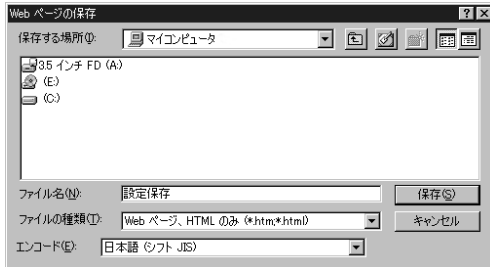 Web ページの保存
保存する場所(I): マイコンピュータ
3.5 インチ FD (A:)
(E:)
(C:)
ファイル名(N): 設定保存 保存(S)
ファイルの種類(T): Web ページ、HTML のみ (*.htm;*.html) キャンセル
エンコード(E): 日本語 (シフト JIS)